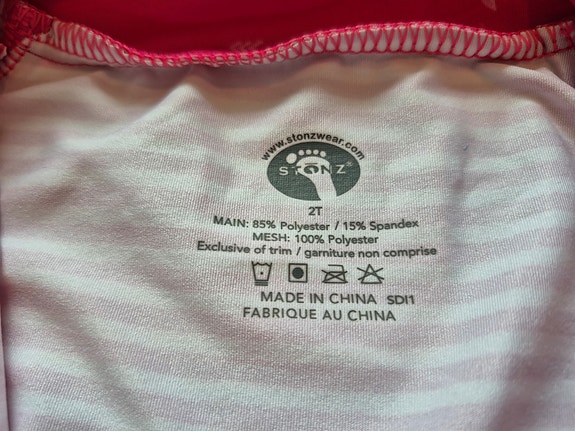 www.stonzwear.com
STONZ®
2T
MAIN: 85% Polyester / 15% Spandex
MESH: 100% Polyester
Exclusive of trim / garniture non comprise
MADE IN CHINA SDI1
FABRIQUE AU CHINA